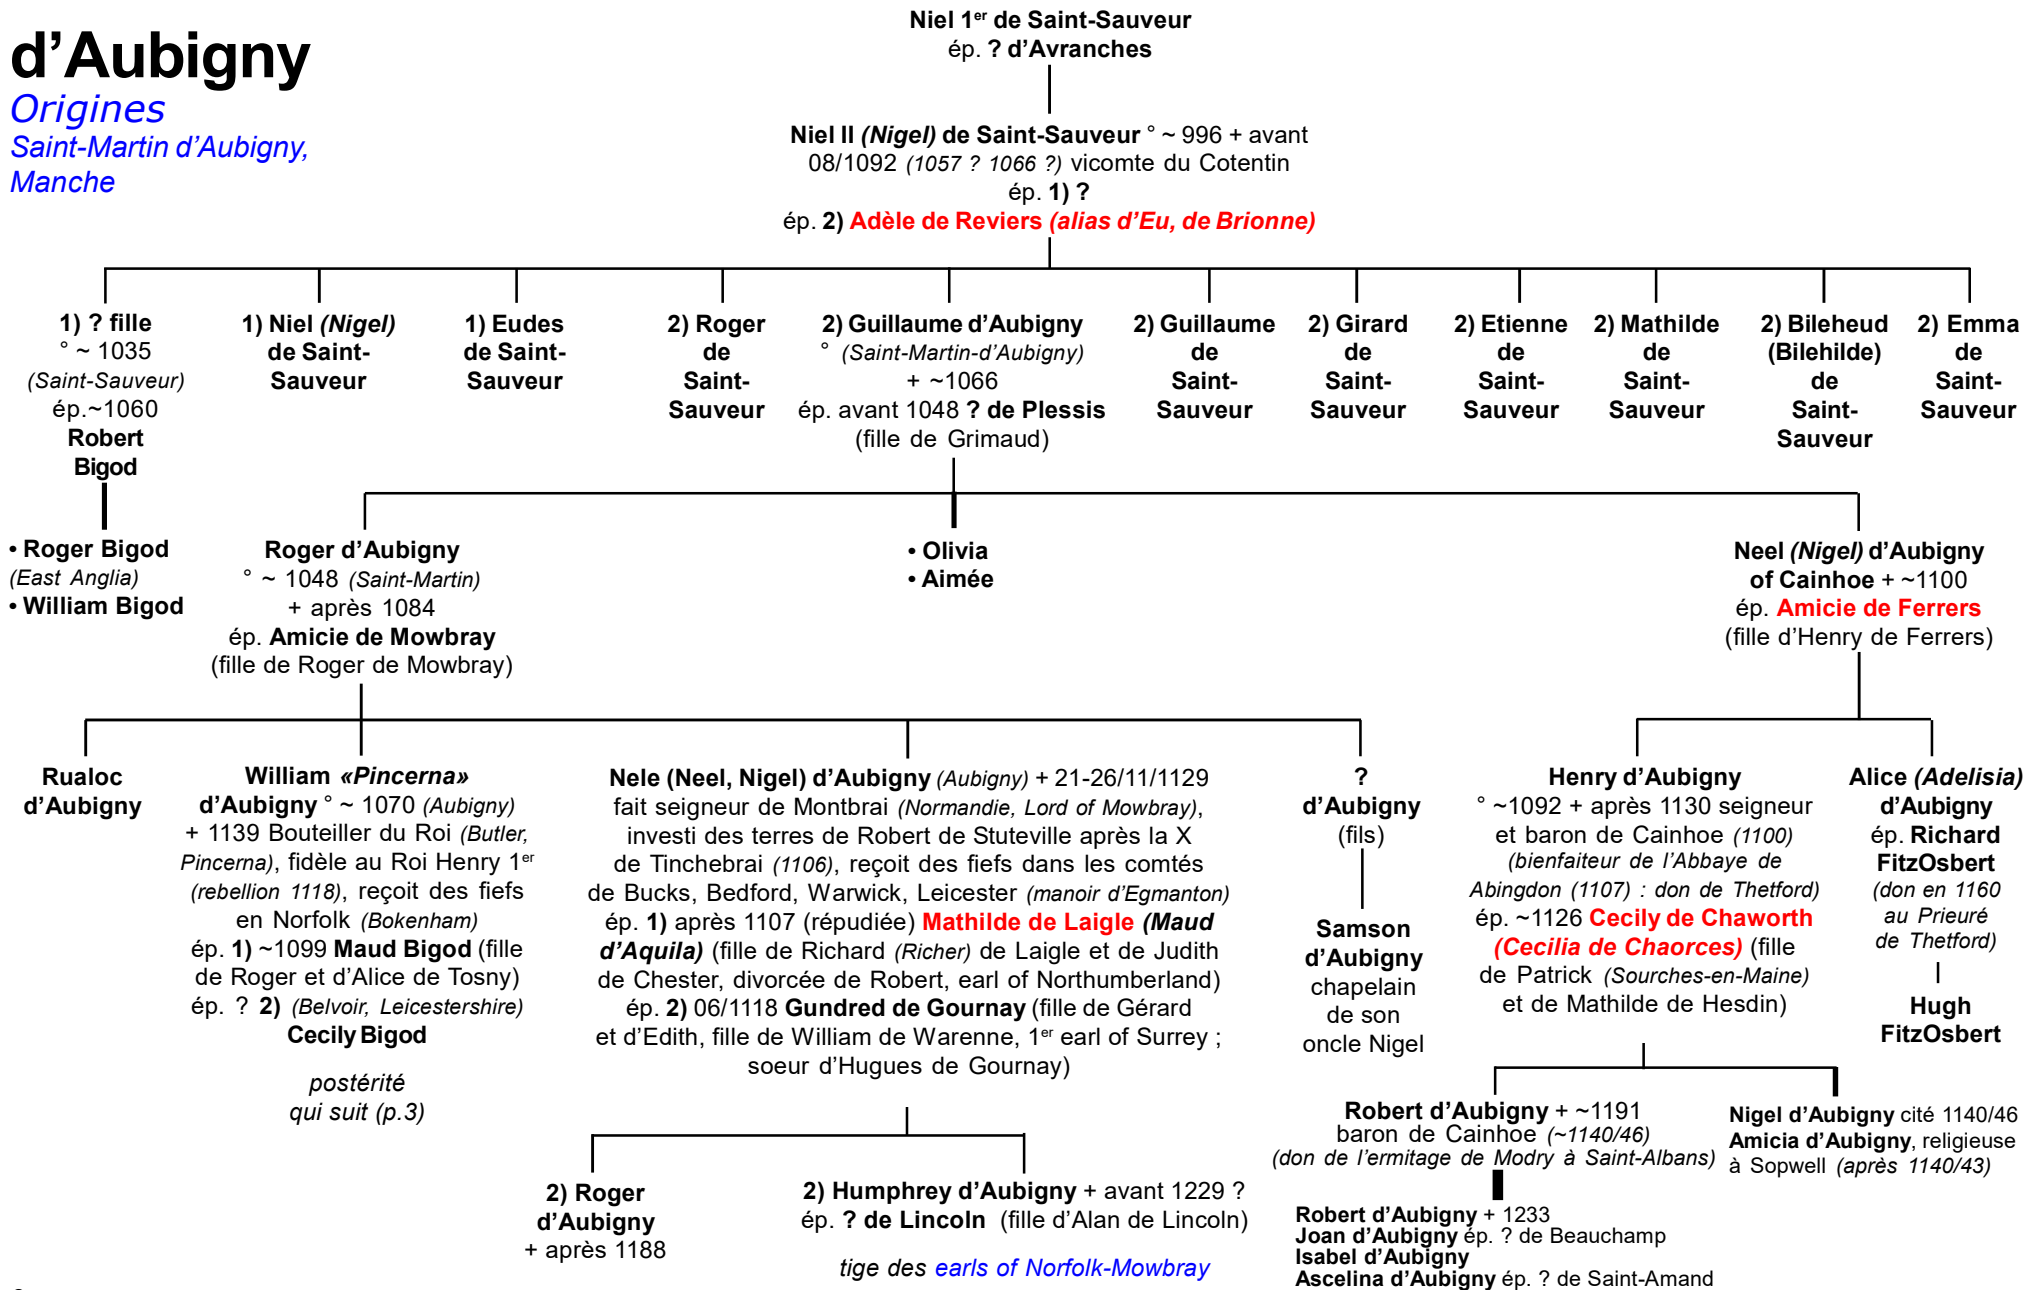 d’Aubigny
Origines
Saint-Martin d’Aubigny,
Manche
Niel 1er de Saint-Sauveur
ép. ? d’Avranches
Niel II (Nigel) de Saint-Sauveur ° ~ 996 + avant
08/1092 (1057 ? 1066 ?) vicomte du Cotentin
ép. 1) ?
ép. 2) Adèle de Reviers (alias d’Eu, de Brionne)
1) ? fille
° ~ 1035
(Saint-Sauveur)
ép.~1060
Robert
Bigod
1) Niel (Nigel)
de Saint-
Sauveur
1) Eudes
de Saint-
Sauveur
2) Roger
de
Saint-
Sauveur
2) Guillaume d’Aubigny
° (Saint-Martin-d’Aubigny)
+ ~1066
ép. avant 1048 ? de Plessis
(fille de Grimaud)
2) Guillaume
de
Saint-
Sauveur
2) Girard
de
Saint-
Sauveur
2) Etienne
de
Saint-
Sauveur
2) Mathilde
de
Saint-
Sauveur
2) Bileheud
(Bilehilde)
de
Saint-
Sauveur
2) Emma
de
Saint-
Sauveur
• Roger Bigod
(East Anglia)
• William Bigod
Roger d’Aubigny
° ~ 1048 (Saint-Martin)
+ après 1084
ép. Amicie de Mowbray
(fille de Roger de Mowbray)
• Olivia
• Aimée
Neel (Nigel) d’Aubigny
of Cainhoe + ~1100
ép. Amicie de Ferrers
(fille d’Henry de Ferrers)
Rualoc
d’Aubigny
William «Pincerna»
d’Aubigny ° ~ 1070 (Aubigny)
+ 1139 Bouteiller du Roi (Butler,
Pincerna), fidèle au Roi Henry 1er
(rebellion 1118), reçoit des fiefs
en Norfolk (Bokenham)
ép. 1) ~1099 Maud Bigod (fille
de Roger et d’Alice de Tosny)
ép. ? 2) (Belvoir, Leicestershire)
Cecily Bigod
postérité
qui suit (p.3)
Nele (Neel, Nigel) d’Aubigny (Aubigny) + 21-26/11/1129
fait seigneur de Montbrai (Normandie, Lord of Mowbray),
investi des terres de Robert de Stuteville après la X
de Tinchebrai (1106), reçoit des fiefs dans les comtés
de Bucks, Bedford, Warwick, Leicester (manoir d’Egmanton)
ép. 1) après 1107 (répudiée) Mathilde de Laigle (Maud
d’Aquila) (fille de Richard (Richer) de Laigle et de Judith
de Chester, divorcée de Robert, earl of Northumberland)
ép. 2) 06/1118 Gundred de Gournay (fille de Gérard
et d’Edith, fille de William de Warenne, 1er earl of Surrey ;
soeur d’Hugues de Gournay)
?
d’Aubigny
(fils)
Samson
d’Aubigny
chapelain
de son
oncle Nigel
Henry d’Aubigny
° ~1092 + après 1130 seigneur
et baron de Cainhoe (1100)
(bienfaiteur de l’Abbaye de
Abingdon (1107) : don de Thetford)
ép. ~1126 Cecily de Chaworth
(Cecilia de Chaorces) (fille
de Patrick (Sourches-en-Maine)
et de Mathilde de Hesdin)
Alice (Adelisia)
d’Aubigny
ép. Richard
FitzOsbert
(don en 1160
au Prieuré
de Thetford)
Hugh
FitzOsbert
2) Roger
d’Aubigny
+ après 1188
2) Humphrey d’Aubigny + avant 1229 ?
ép. ? de Lincoln (fille d’Alan de Lincoln)
tige des earls of Norfolk-Mowbray
Robert d’Aubigny + ~1191
baron de Cainhoe (~1140/46)
(don de l’ermitage de Modry à Saint-Albans)
Nigel d’Aubigny cité 1140/46
Amicia d’Aubigny, religieuse
à Sopwell (après 1140/43)
Robert d’Aubigny + 1233
Joan d’Aubigny ép. ? de Beauchamp
Isabel d’Aubigny
Ascelina d’Aubigny ép. ? de Saint-Amand